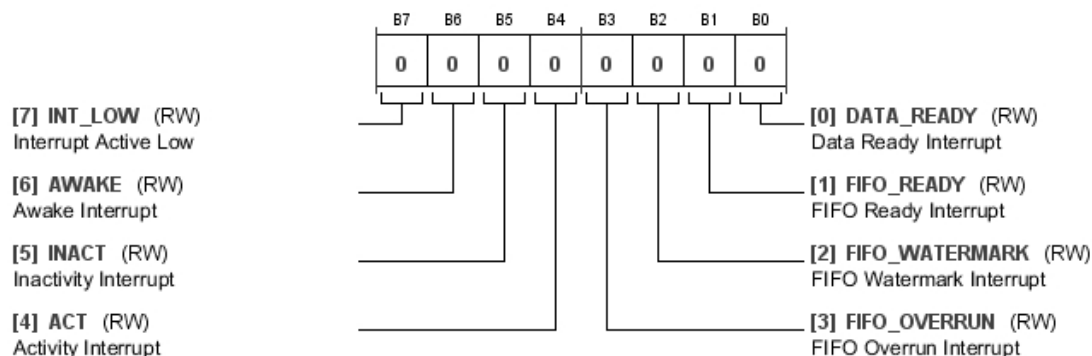 B7 B6 B5 B4 B3 B2 B1 B0
0 0 0 0 0 0 0 0
[7] INT_LOW (RW)
Interrupt Active Low
[6] AWAKE (RW)
Awake Interrupt
[5] INACT (RW)
Inactivity Interrupt
[4] ACT (RW)
Activity Interrupt
[0] DATA_READY (RW)
Data Ready Interrupt
[1] FIFO_READY (RW)
FIFO Ready Interrupt
[2] FIFO_WATERMARK (RW)
FIFO Watermark Interrupt
[3] FIFO_OVERRUN (RW)
FIFO Overrun Interrupt